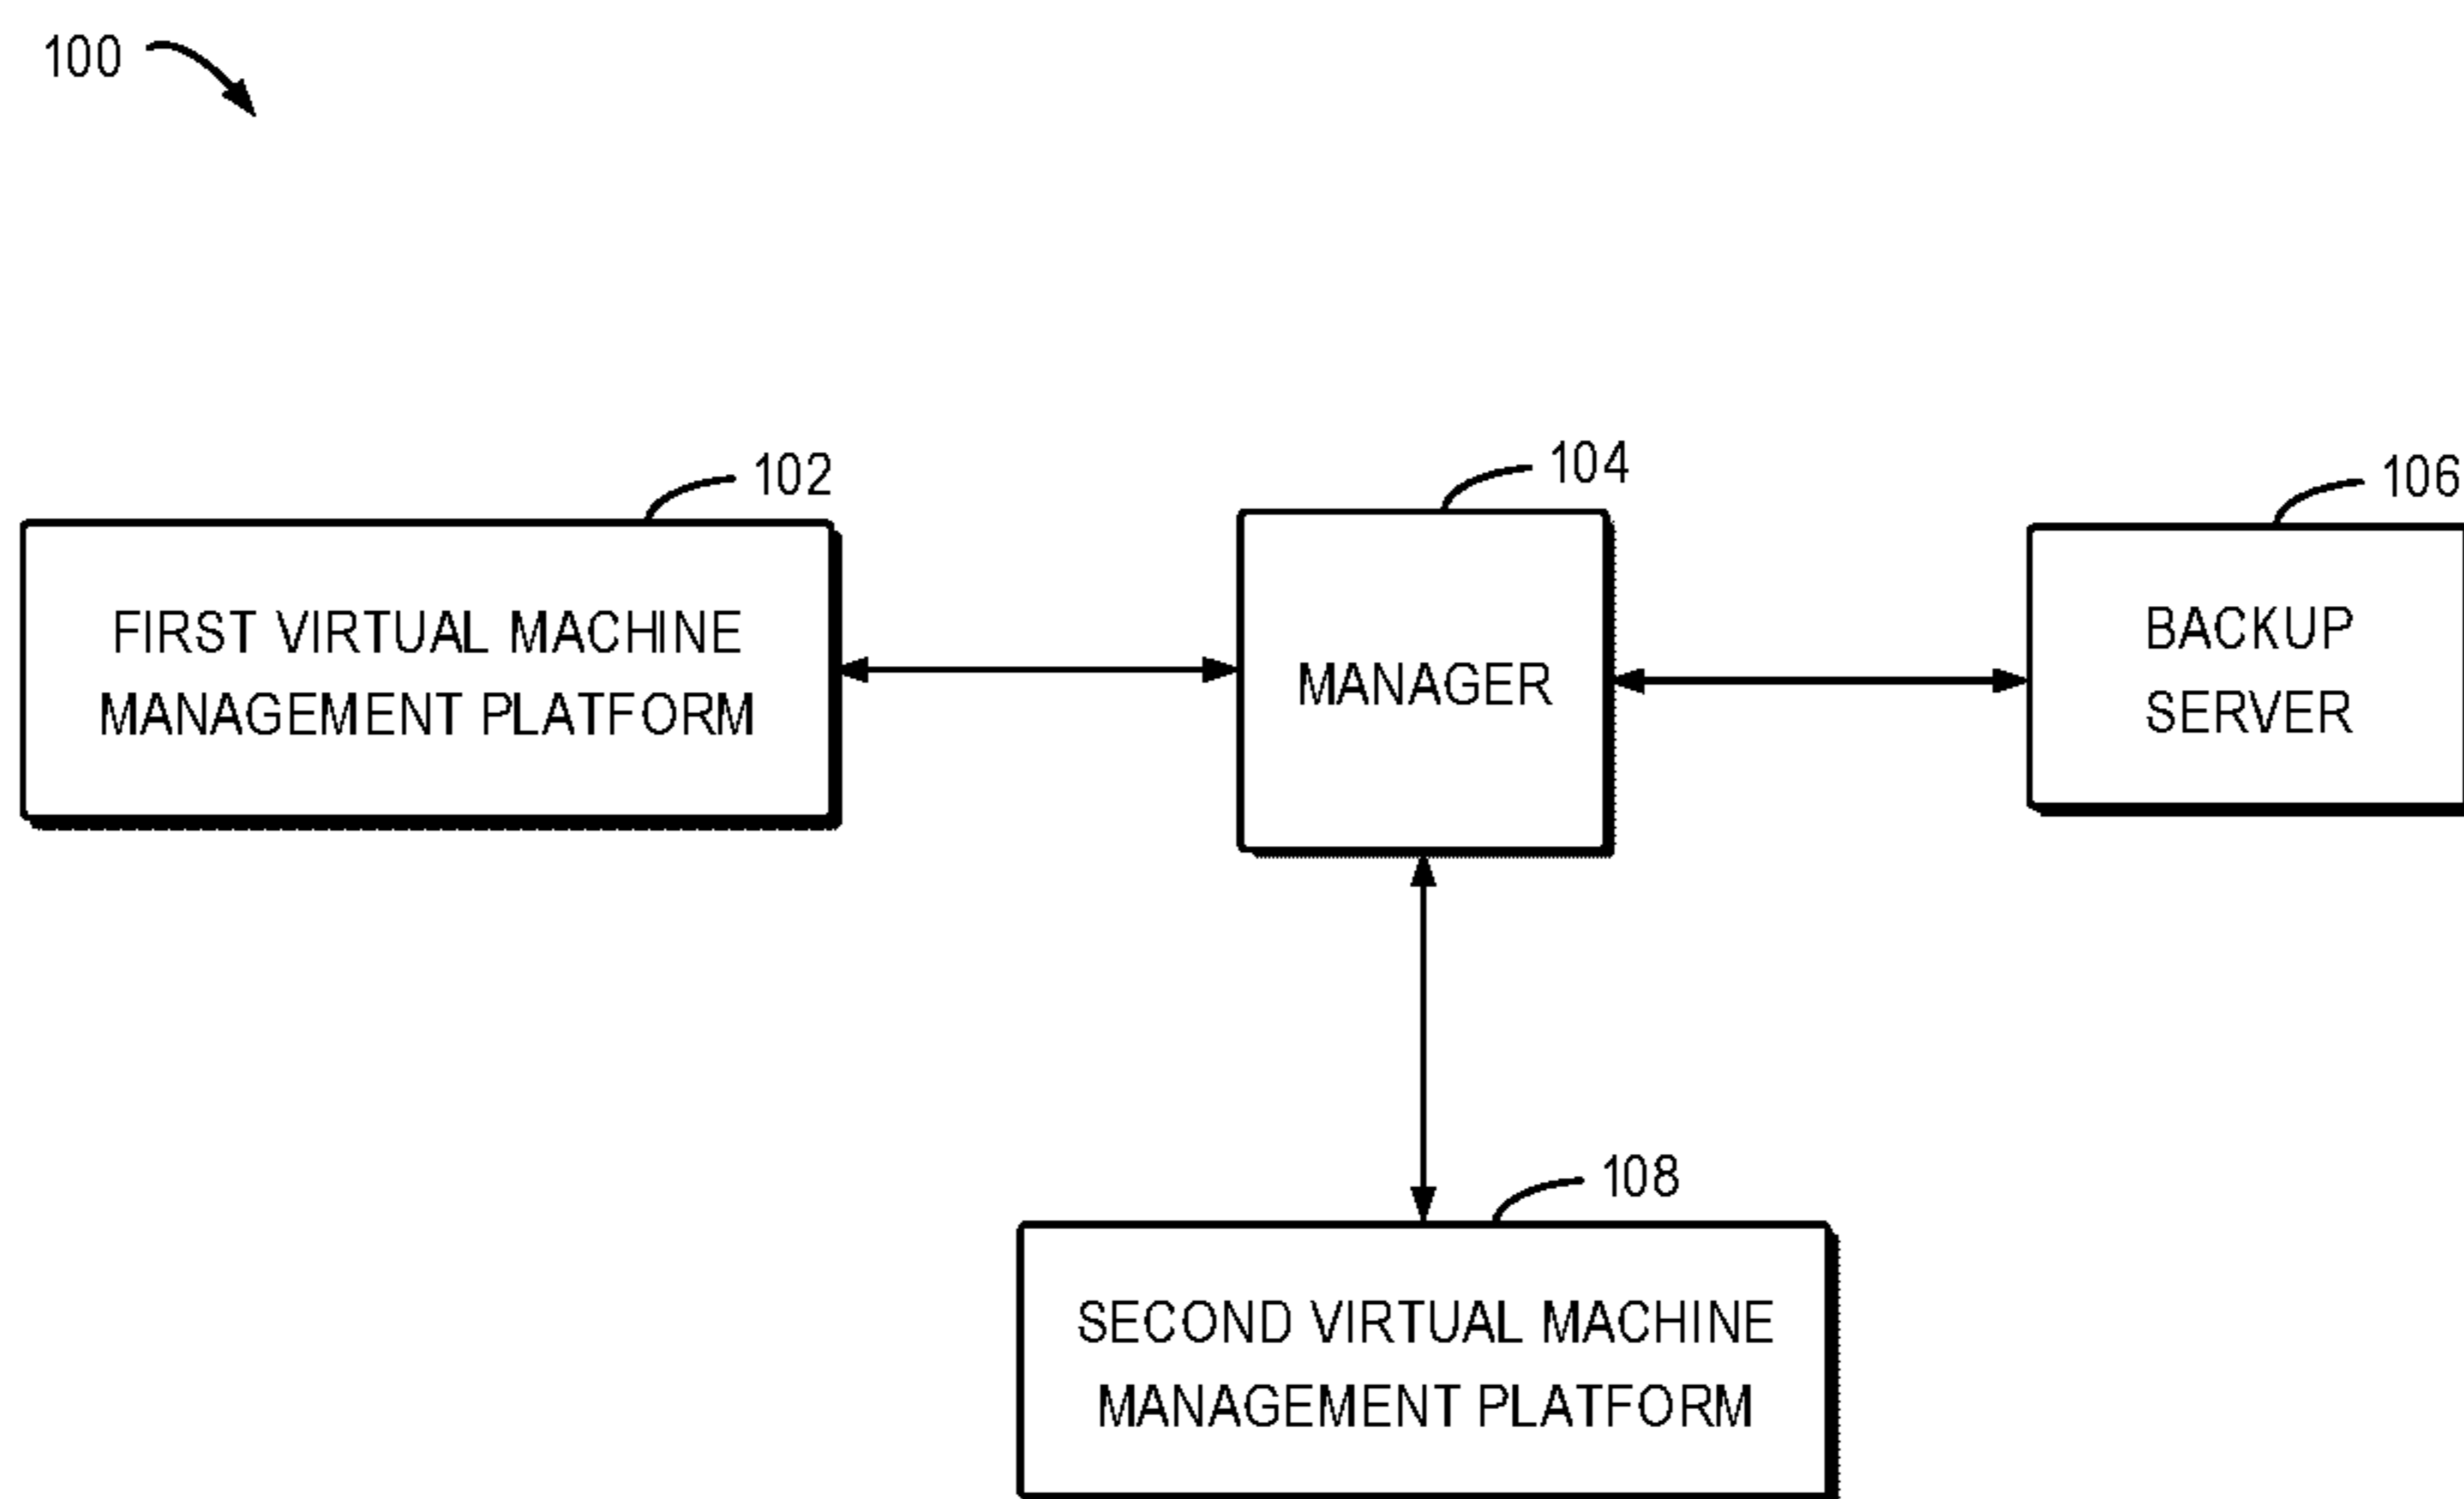 100
102
104
106
FIRST VIRTUAL MACHINE
MANAGEMENT PLATFORM
MANAGER
BACKUP
SERVER
108
SECOND VIRTUAL MACHINE
MANAGEMENT PLATFORM